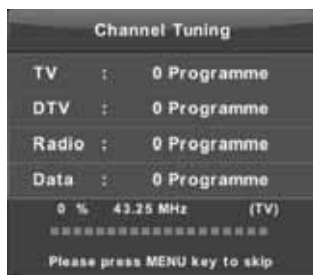 Channel Tuning
TV : 0 Programme
DTV : 0 Programme
Radio : 0 Programme
Data : 0 Programme
0 % 43.25 MHz (TV)
Please press MENU key to skip